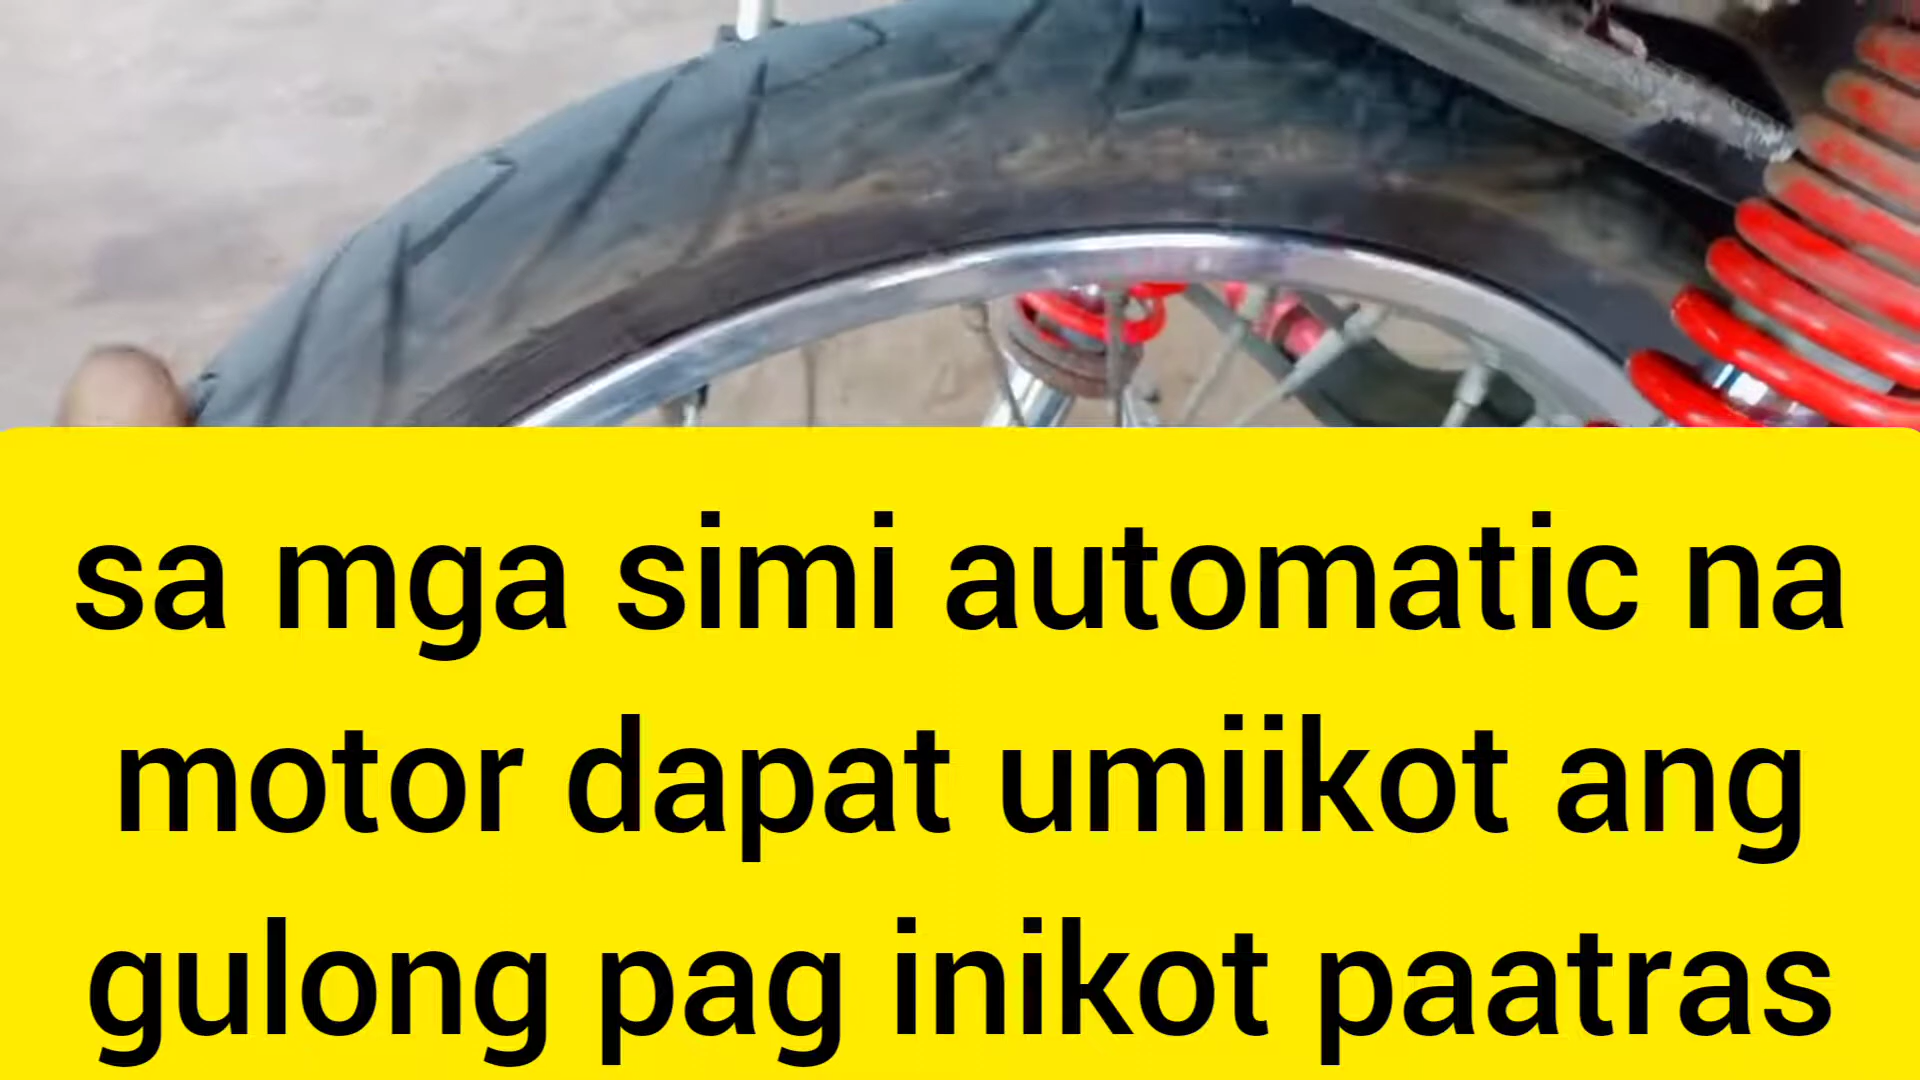 sa mga simi automatic na
motor dapat umiikot ang
gulong pag inikot paatras